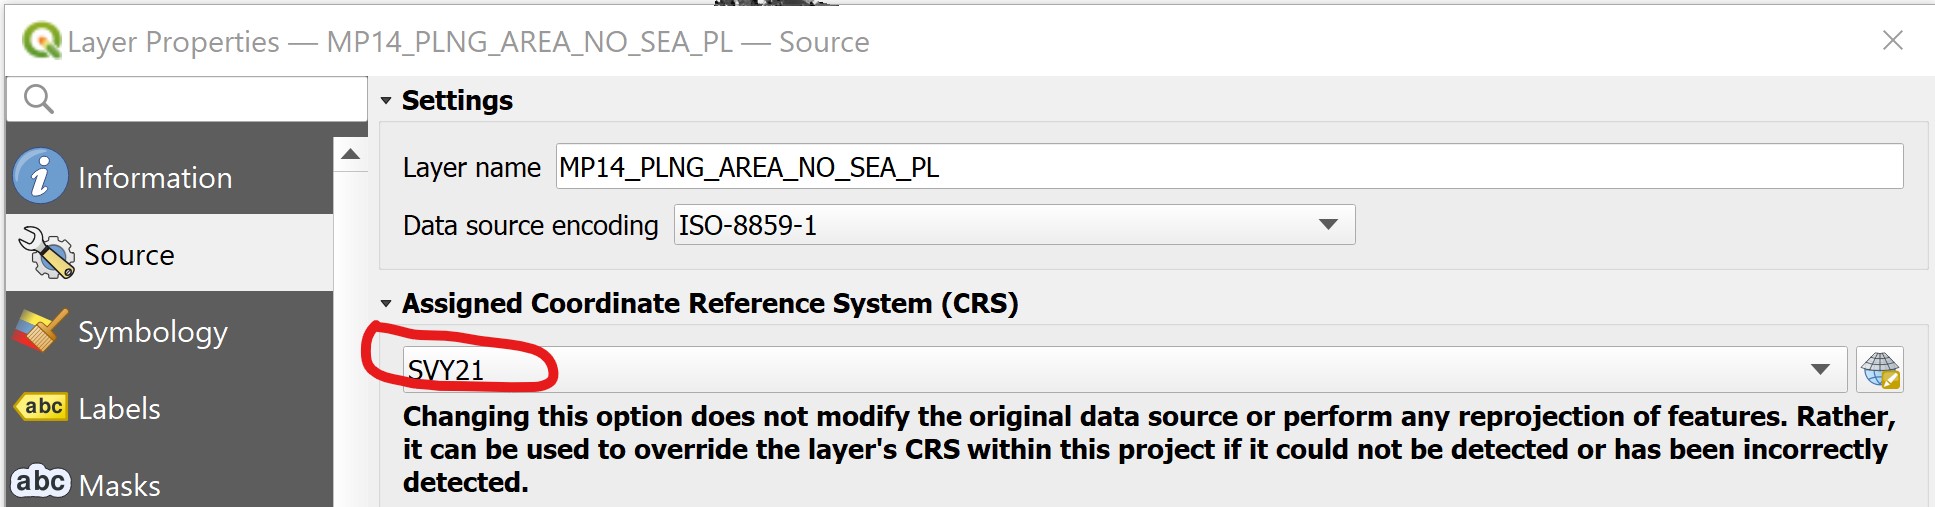 Layer Properties — MP14_PLNG_AREA_NO_SEA_PL — Source
Settings
Information
Layer name MP14_PLNG_AREA_NO_SEA_PL
Data source encoding ISO-8859-1
Source
Assigned Coordinate Reference System (CRS)
Symbology
SVY21
abc Labels
Changing this option does not modify the original data source or perform any reprojection of features. Rather,
it can be used to override the layer's CRS within this project if it could not be detected or has been incorrectly
detected.
abc Masks